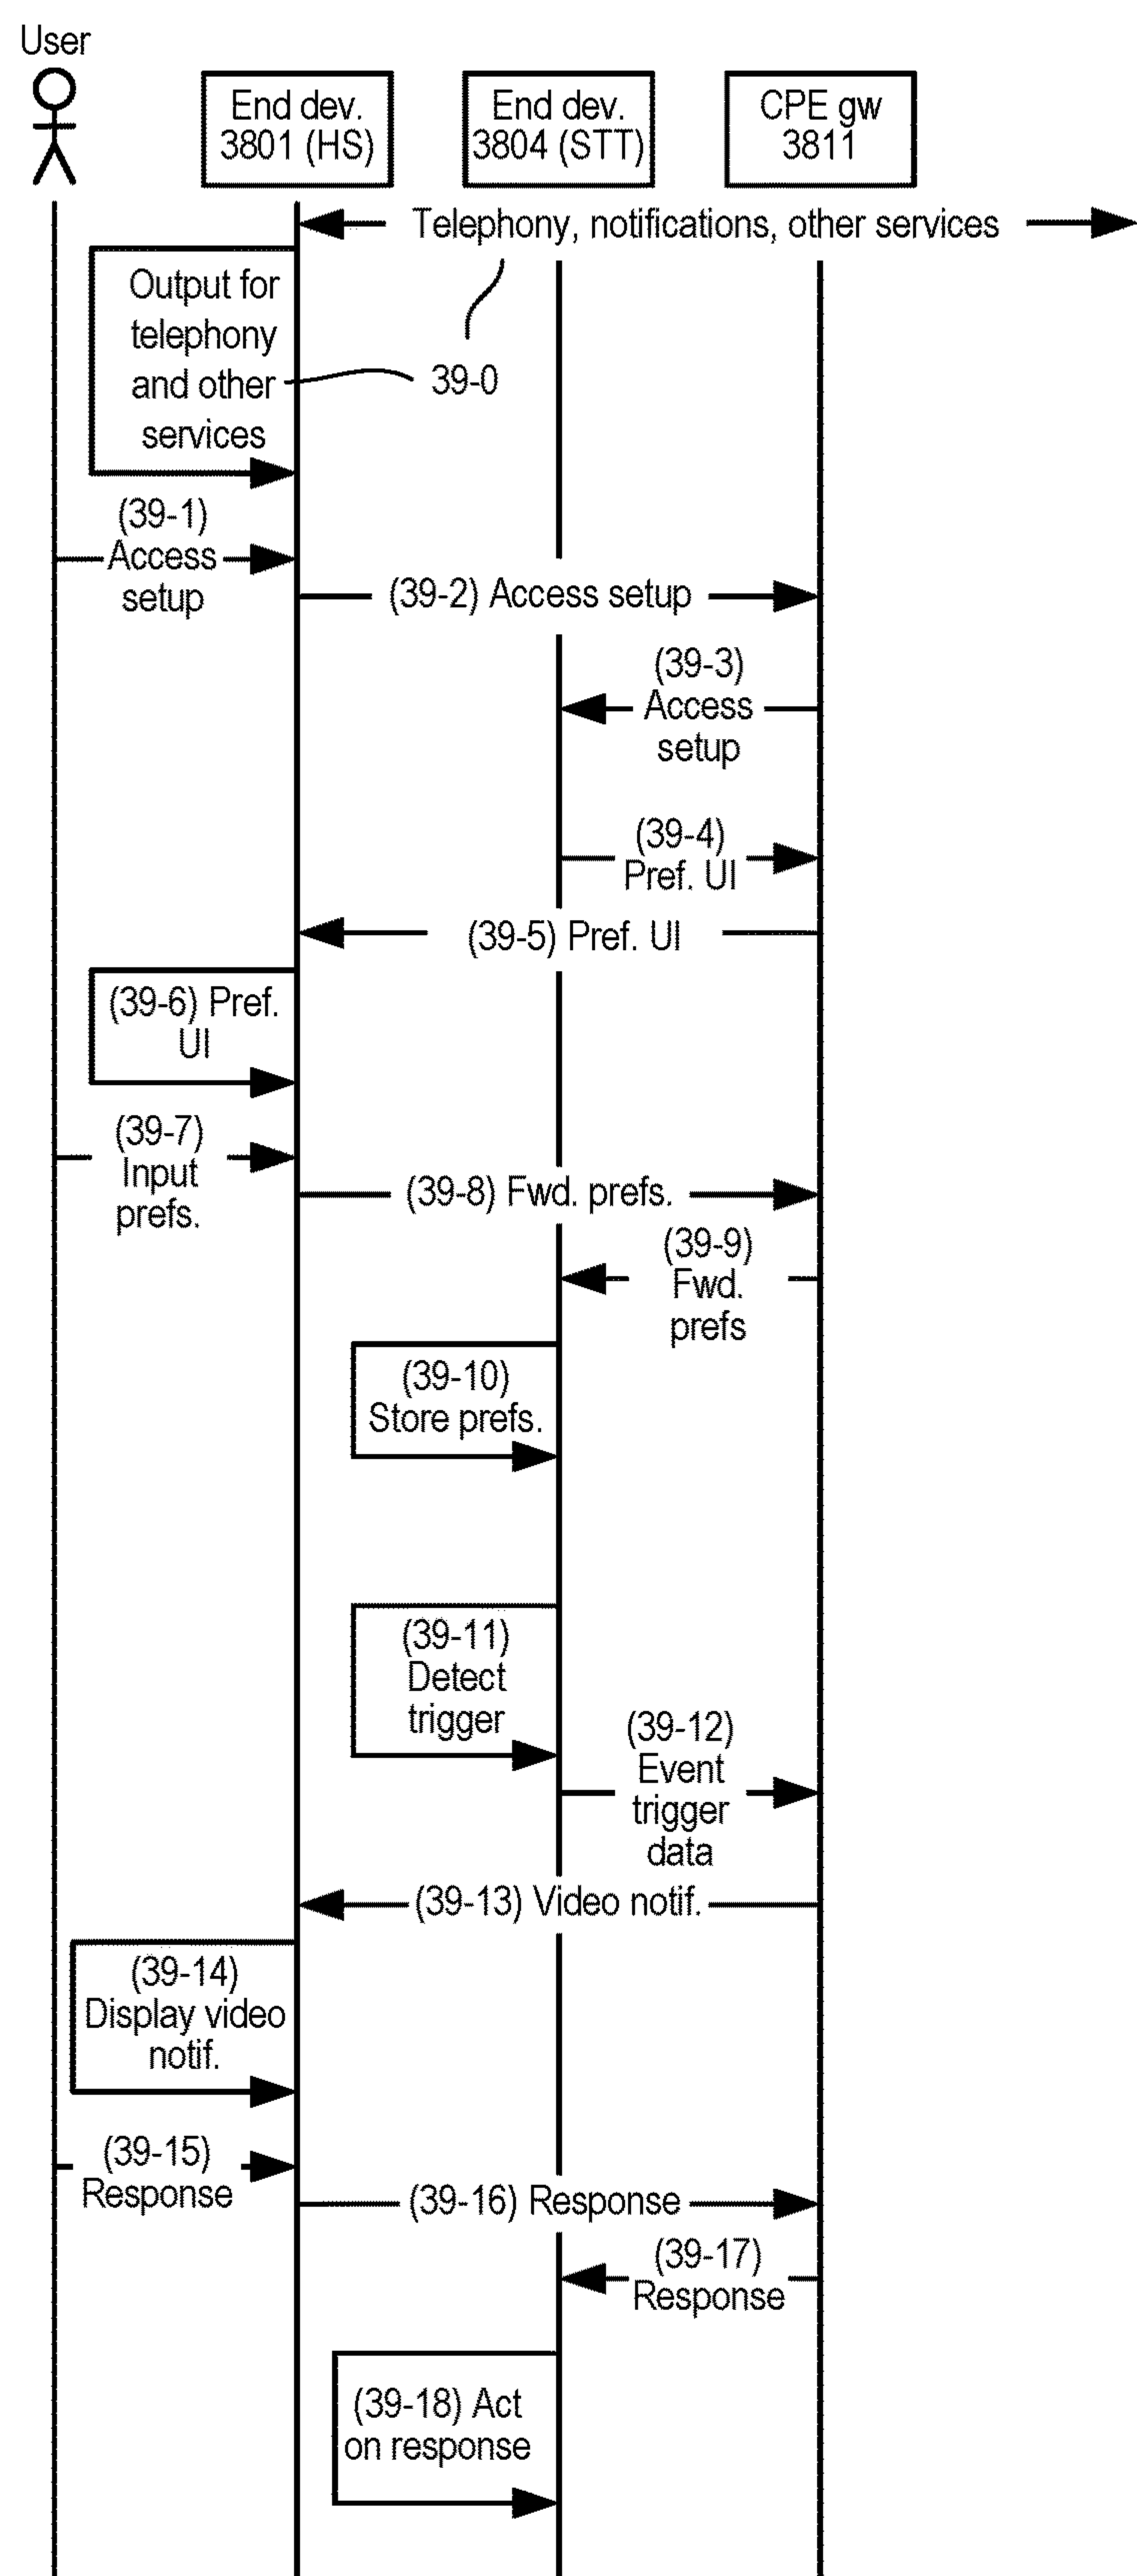 User
End dev.
3801 (HS)
End dev.
3804 (STT)
CPE gw
3811
Telephony, notifications, other services
Output for
telephony
and other
services
39-0
(39-1)
Access
setup
(39-2) Access setup
(39-3)
Access
setup
(39-4)
Pref. UI
(39-5) Pref. UI
(39-6) Pref.
UI
(39-7)
Input
prefs.
(39-8) Fwd. prefs.
(39-9)
Fwd.
prefs
(39-10)
Store prefs.
(39-11)
Detect
trigger
(39-12)
Event
trigger
data
(39-13) Video notif.
(39-14)
Display video
notif.
(39-15)
Response
(39-16) Response
(39-17)
Response
(39-18) Act
on response